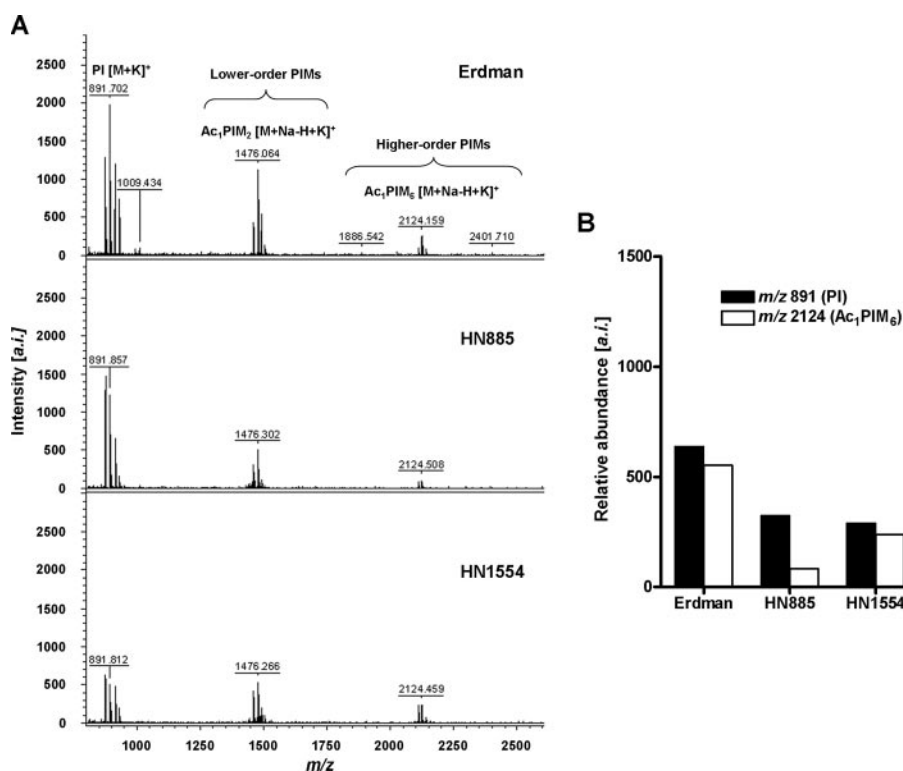 A
PI [M+K]+
891.702
1009.434
Lower-order PIMs
Ac1PIM2 [M+Na-H+K]+
1476.064
Erdman
Higher-order PIMs
Ac1PIM6 [M+Na-H+K]+
1886.542
2124.159
2401.710
2500
2000
1500
1000
500
0
HN885
891.857
1476.302
2124.508
2500
2000
1500
1000
500
0
HN1554
891.812
1476.266
2124.459
2500
2000
1500
1000
500
0
Intensity [a.i.]
1000 1500 2000 2500
m/z
B
1500
1000
500
0
Relative abundance [a.i.]
m/z 891 (PI)
m/z 2124 (Ac1PIM6)
Erdman HN885 HN1554